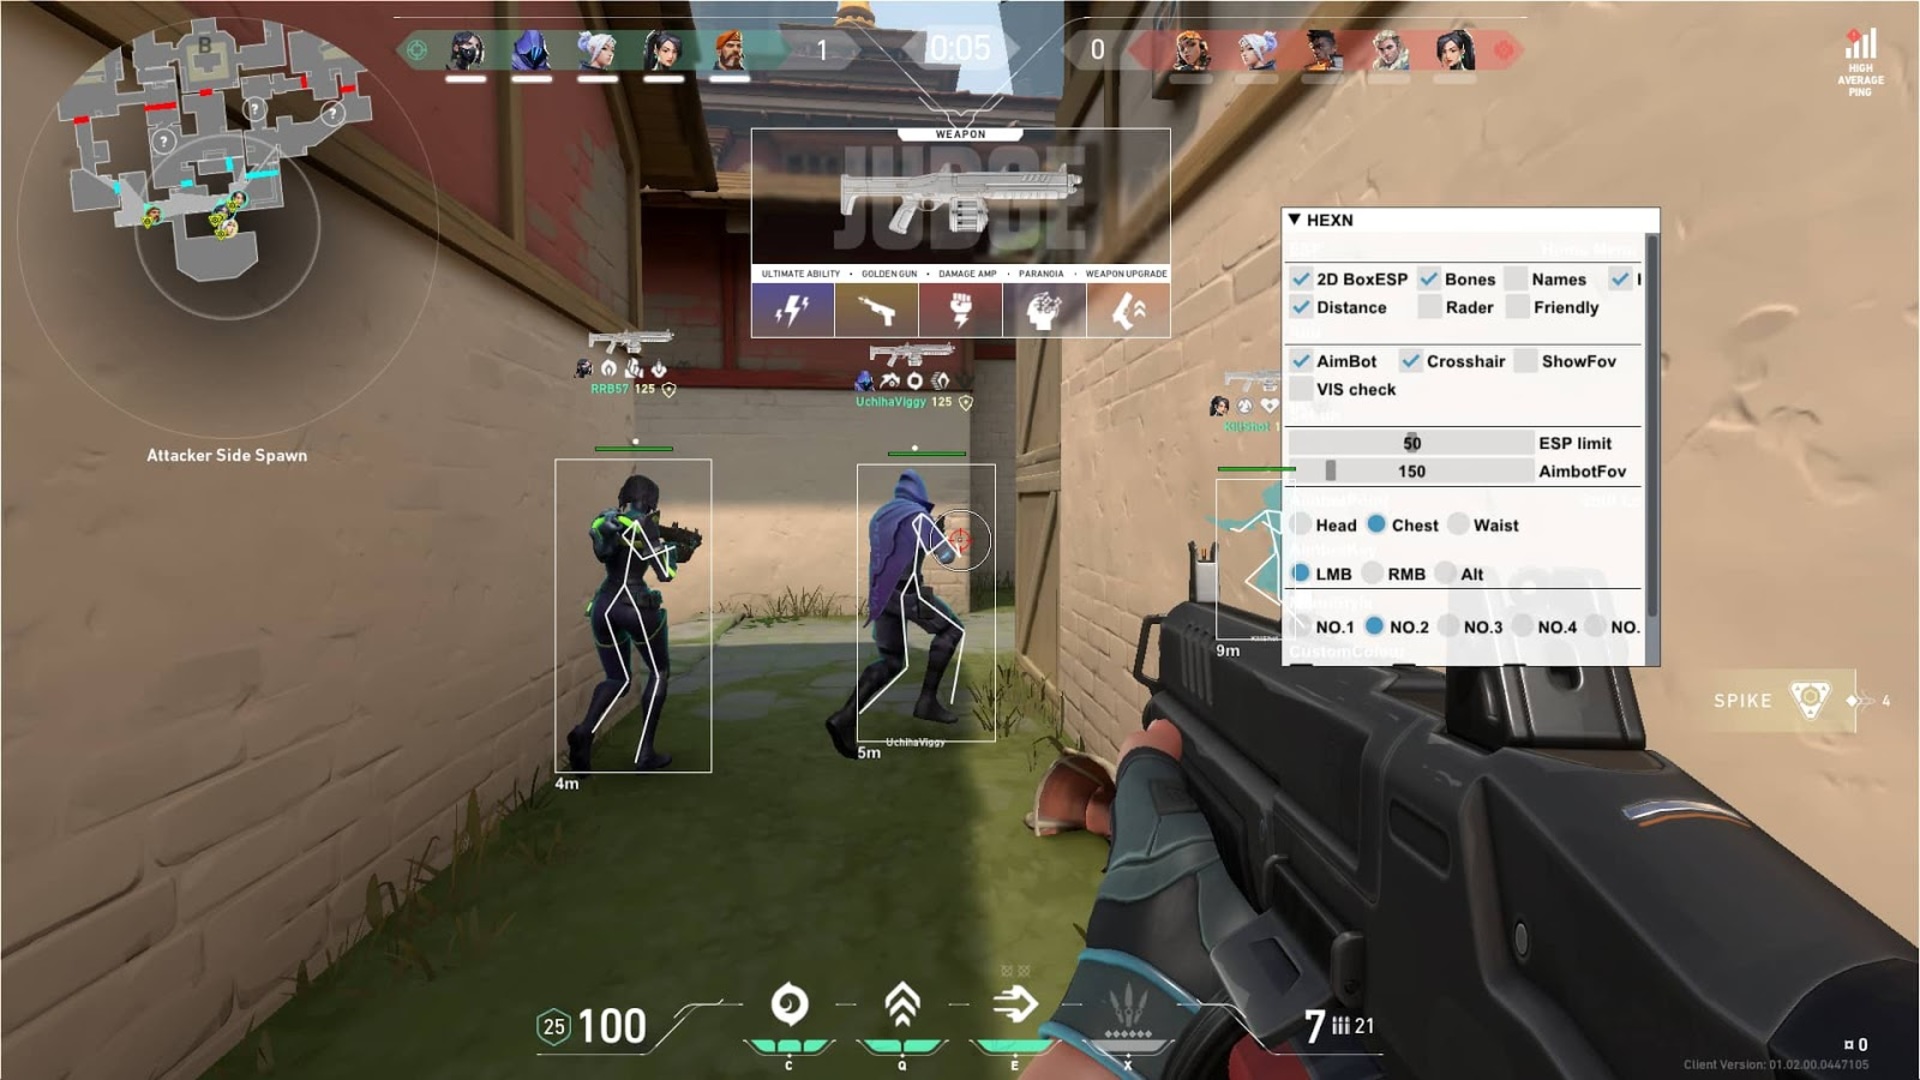 B
1
0:05
0
HIGH
AVERAGE
PING
WEAPON
JUDGE
ULTIMATE ABILITY • GOLDEN GUN • DAMAGE AMP • PARANOIA • WEAPON UPGRADE
? ? ?
HEXN
2D BoxESP Bones Names
Distance Rader Friendly
AimBot Crosshair ShowFov
VIS check
50 ESP limit
150 AimbotFov
Head Chest Waist
LMB RMB Alt
NO.1 NO.2 NO.3 NO.4 NO.
CustomColour
RRB57 125
UchihaViggy 125
KillShot 1
Attacker Side Spawn
9m
SPIKE 4
UchihaViggy
5m
4m
25 100
7 21
C Q E X
¤ 0
Client Version: 01.02.00.0447105